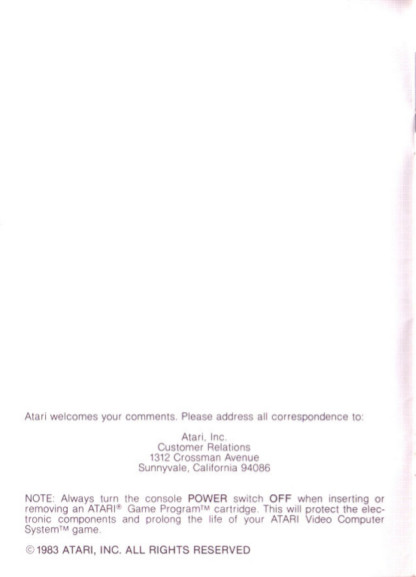 Atari welcomes your comments. Please address all correspondence to:
Atari, Inc.
Customer Relations
1312 Crossman Avenue
Sunnyvale, California 94086
NOTE: Always turn the console POWER switch OFF when inserting or
removing an ATARI® Game Program™ cartridge. This will protect the elec-
tronic components and prolong the life of your ATARI Video Computer
System™ game.
©1983 ATARI, INC. ALL RIGHTS RESERVED